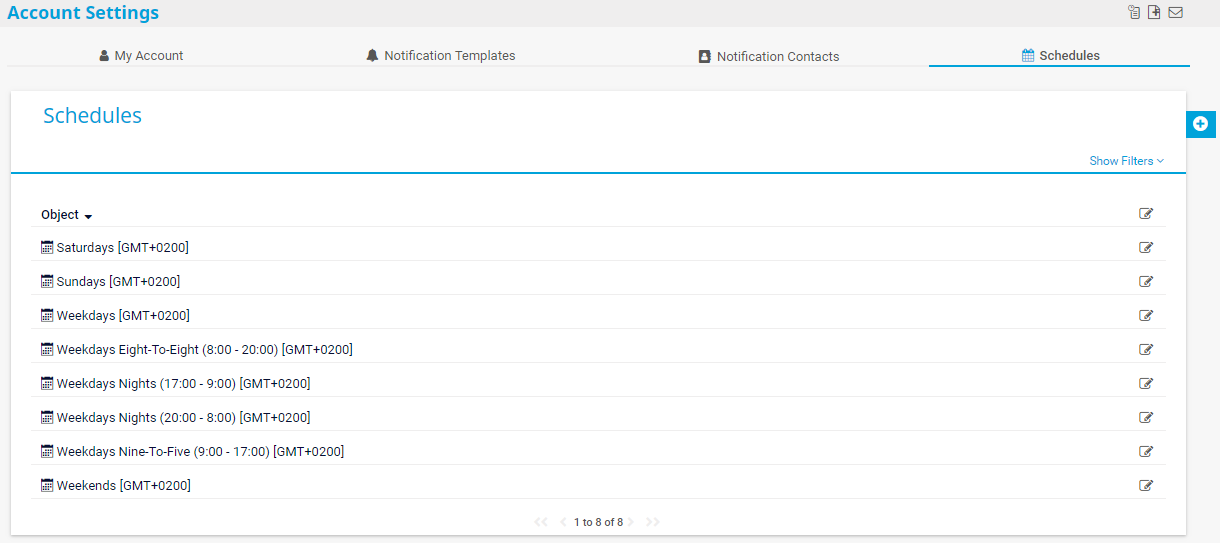 Account Settings
My Account
Notification Templates
Notification Contacts
Schedules
Schedules
Show Filters
Object
Saturdays [GMT+0200]
Sundays [GMT+0200]
Weekdays [GMT+0200]
Weekdays Eight-To-Eight (8:00 - 20:00) [GMT+0200]
Weekdays Nights (17:00 - 9:00) [GMT+0200]
Weekdays Nights (20:00 - 8:00) [GMT+0200]
Weekdays Nine-To-Five (9:00 - 17:00) [GMT+0200]
Weekends [GMT+0200]
1 to 8 of 8